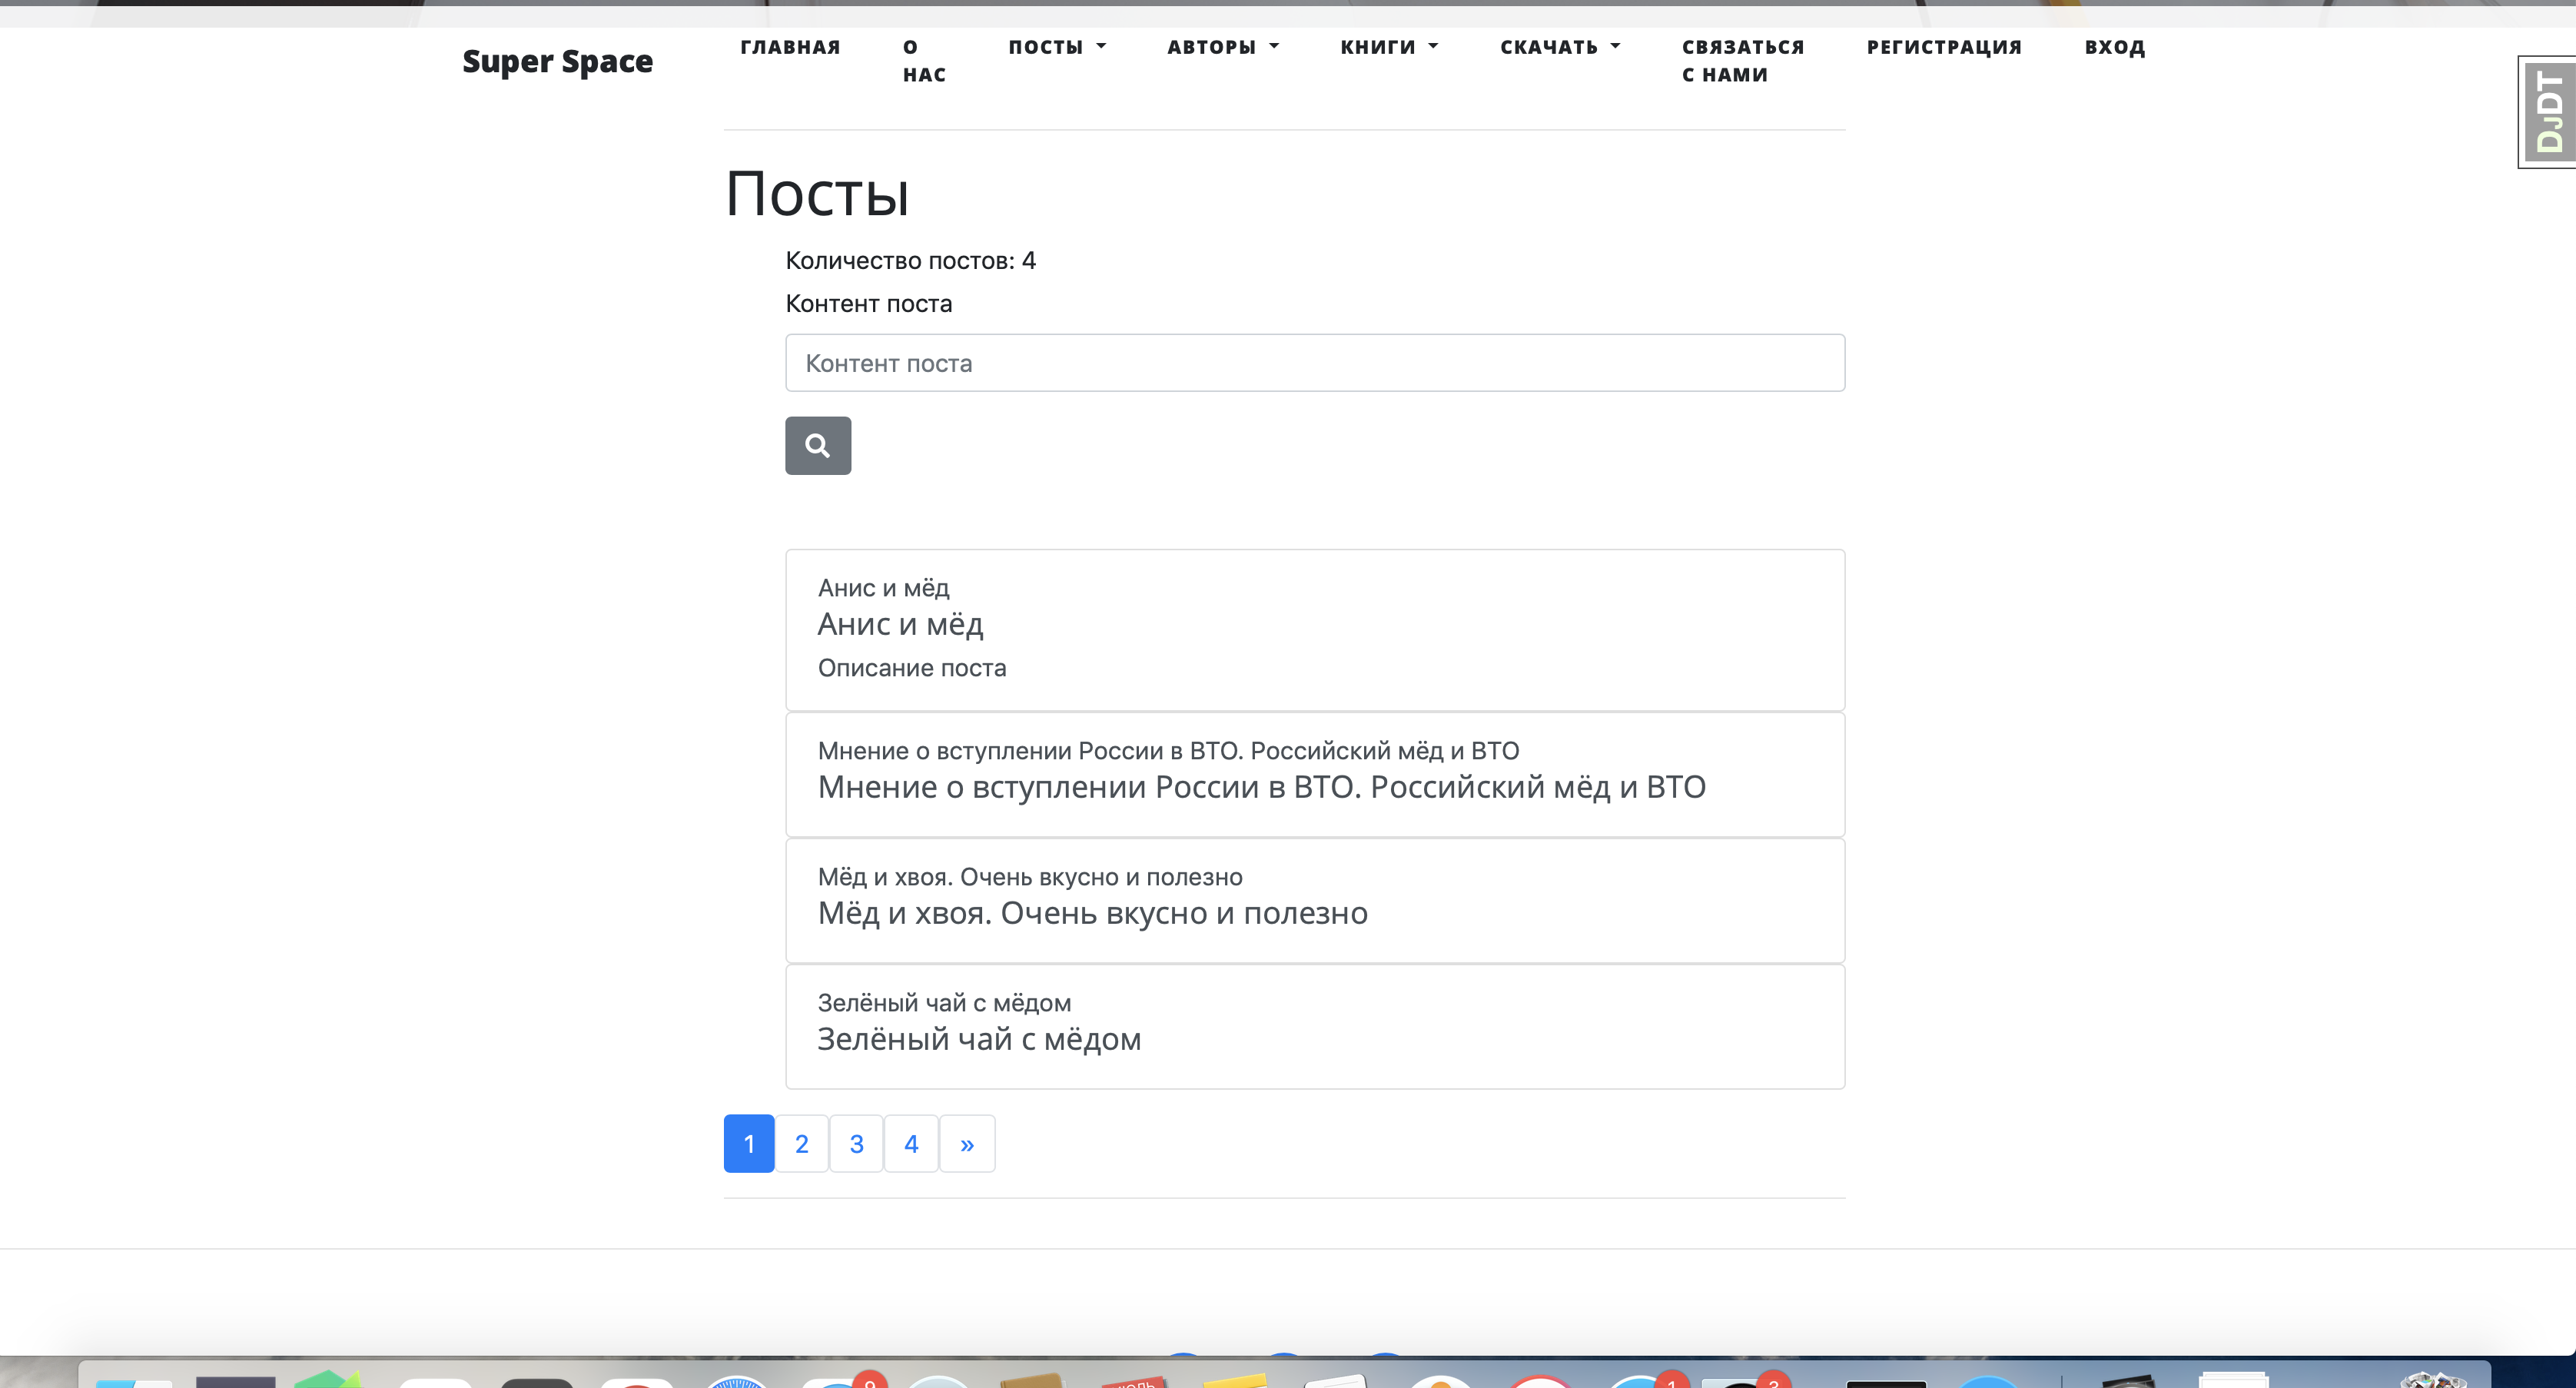 Super Space
ГЛАВНАЯ
О НАС
ПОСТЫ
АВТОРЫ
КНИГИ
СКАЧАТЬ
СВЯЗАТЬСЯ С НАМИ
РЕГИСТРАЦИЯ
ВХОД
DJDT
Посты
Количество постов: 4
Контент поста
Контент поста
Анис и мёд
Анис и мёд
Описание поста
Мнение о вступлении России в ВТО. Российский мёд и ВТО
Мнение о вступлении России в ВТО. Российский мёд и ВТО
Мёд и хвоя. Очень вкусно и полезно
Мёд и хвоя. Очень вкусно и полезно
Зелёный чай с мёдом
Зелёный чай с мёдом
1 2 3 4 »